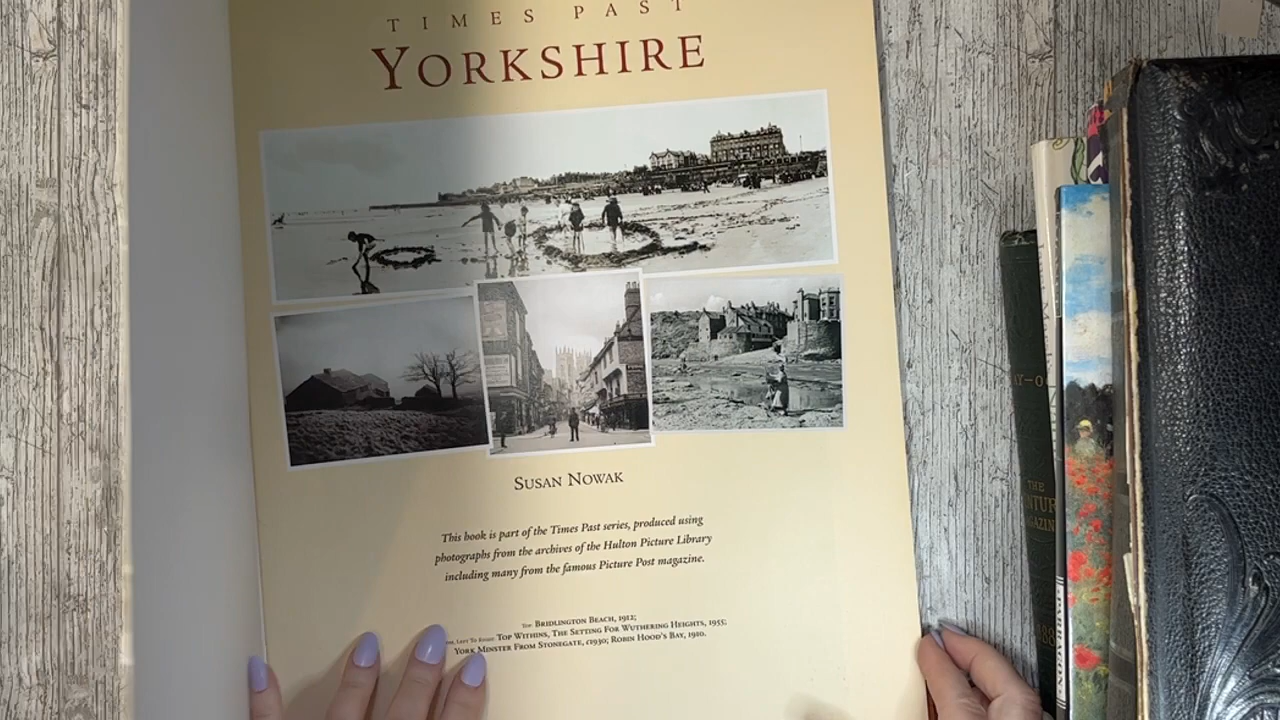 TIMES PAST
YORKSHIRE
SUSAN NOWAK
This book is part of the Times Past series, produced using
photographs from the archives of the Hulton Picture Library
including many from the famous Picture Post magazine.
TOP: BRIDLINGTON BEACH, 1912;
LEFT TO RIGHT: TOP WITHINS, THE SETTING FOR WUTHERING HEIGHTS, 1955;
YORK MINSTER FROM STONEGATE, c1930; ROBIN HOOD'S BAY, 1910.
THE
PARRAGON